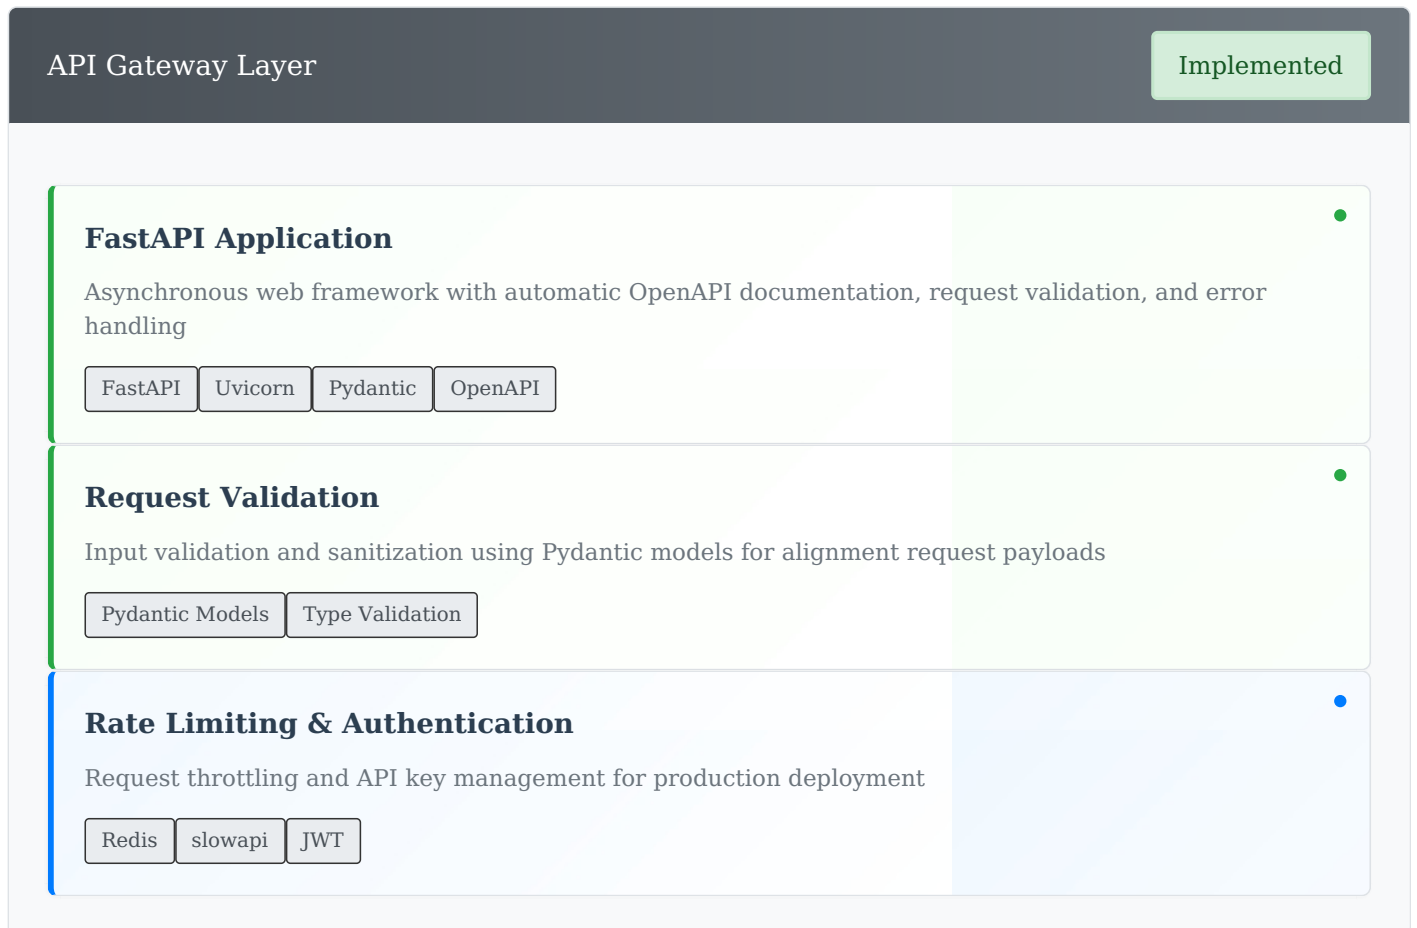 API Gateway Layer
Implemented
FastAPI Application
Asynchronous web framework with automatic OpenAPI documentation, request validation, and error
handling
FastAPI Uvicorn Pydantic OpenAPI
Request Validation
Input validation and sanitization using Pydantic models for alignment request payloads
Pydantic Models Type Validation
Rate Limiting & Authentication
Request throttling and API key management for production deployment
Redis slowapi JWT